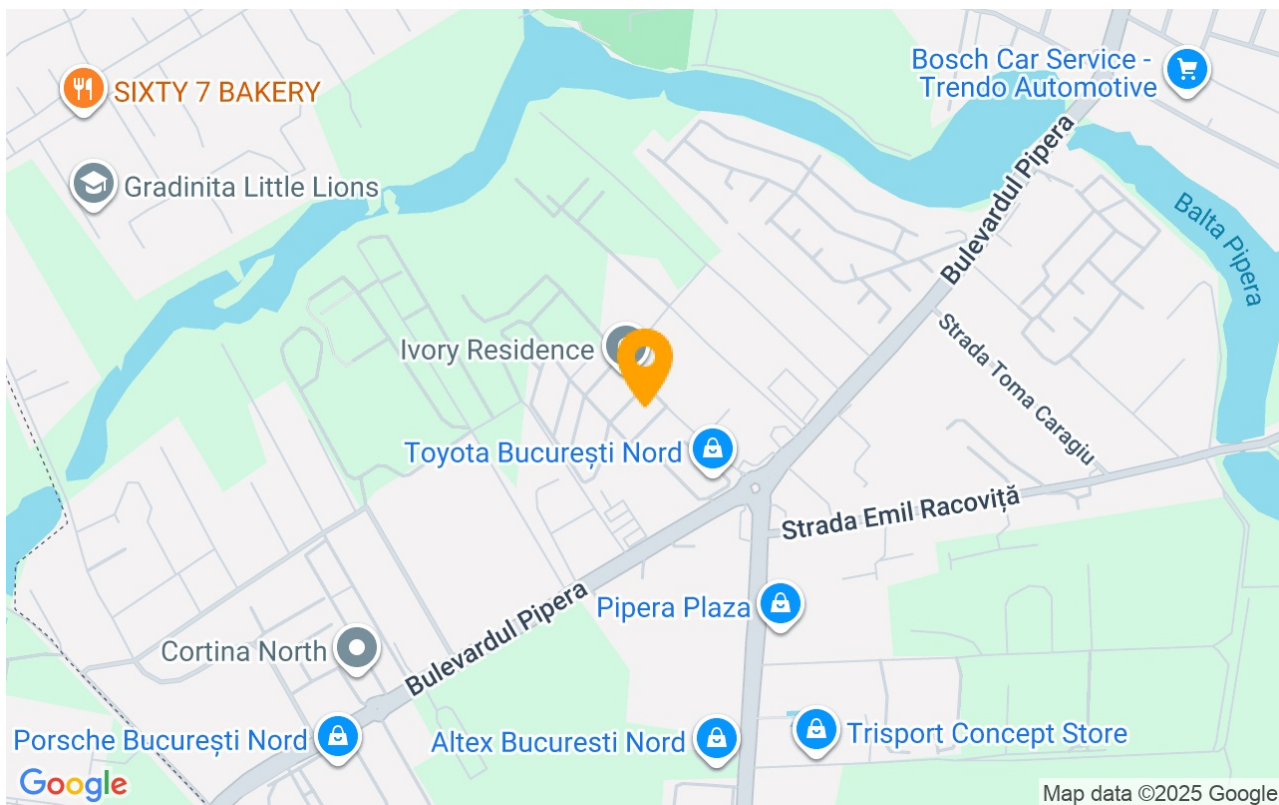 Bosch Car Service -
Trendo Automotive
SIXTY 7 BAKERY
Gradinita Little Lions
Bulevardul Pipera
Balta Pipera
Ivory Residence
Strada Toma Caragiu
Toyota București Nord
Strada Emil Racoviță
Pipera Plaza
Bulevardul Pipera
Cortina North
Porsche București Nord
Altex Bucuresti Nord
Trisport Concept Store
Google
Map data ©2025 Google